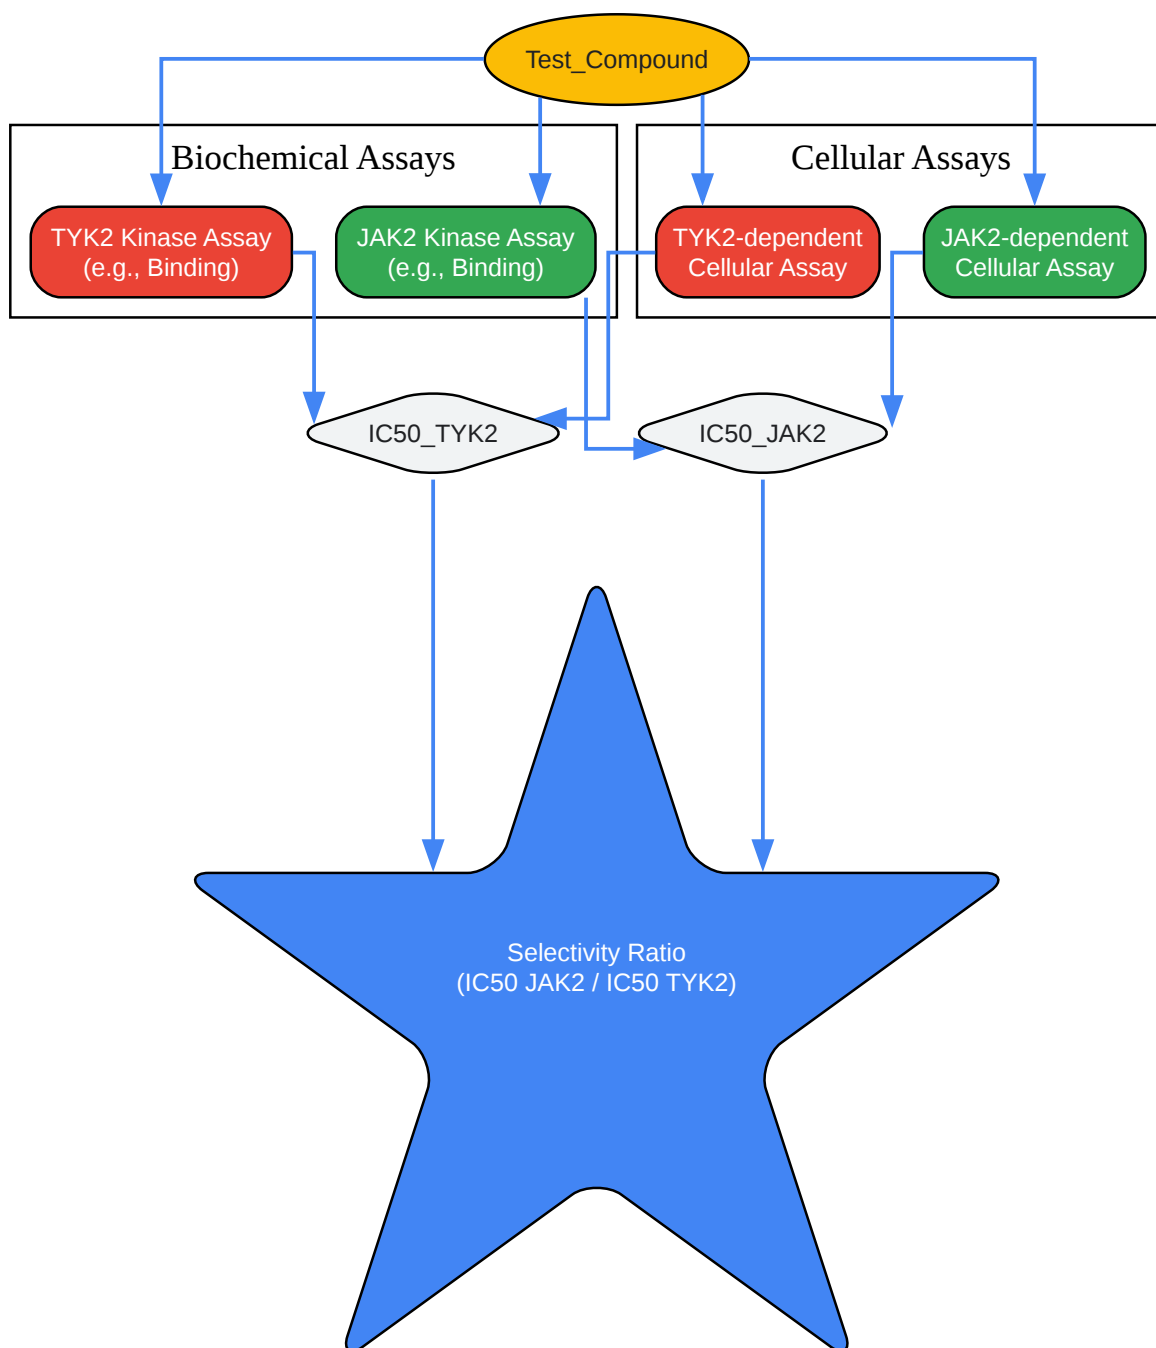 Test_Compound
Biochemical Assays
Cellular Assays
TYK2 Kinase Assay
(e.g., Binding)
JAK2 Kinase Assay
(e.g., Binding)
TYK2-dependent
Cellular Assay
JAK2-dependent
Cellular Assay
IC50_TYK2
IC50_JAK2
Selectivity Ratio
(IC50 JAK2 / IC50 TYK2)